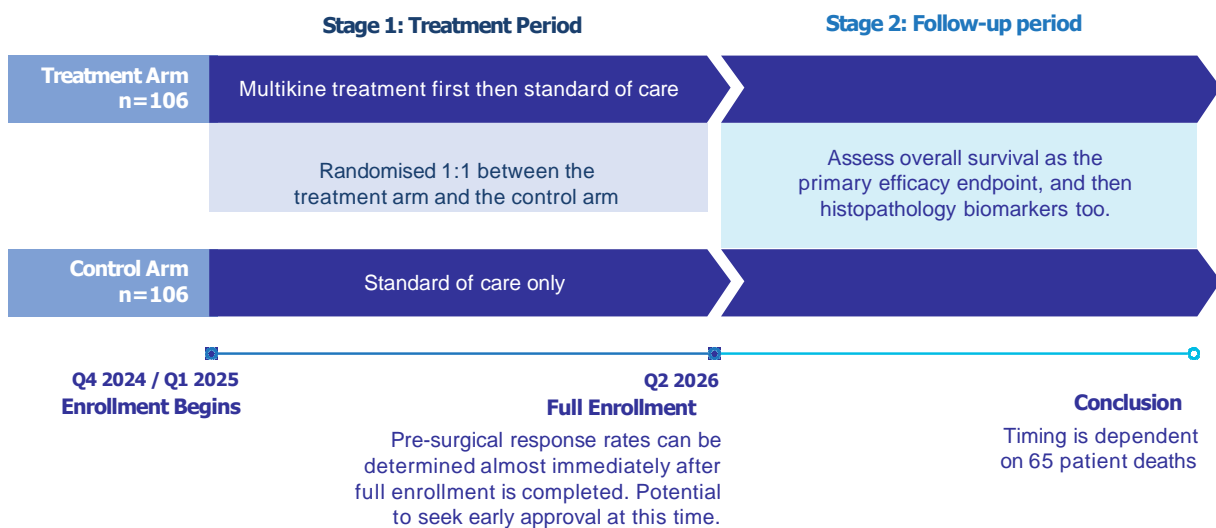 Stage 1: Treatment Period
Stage 2: Follow-up period
Treatment Arm
n=106
Multikine treatment first then standard of care
Randomised 1:1 between the
treatment arm and the control arm
Assess overall survival as the
primary efficacy endpoint, and then
histopathology biomarkers too.
Control Arm
n=106
Standard of care only
Q4 2024 / Q1 2025
Enrollment Begins
Q2 2026
Full Enrollment
Pre-surgical response rates can be
determined almost immediately after
full enrollment is completed. Potential
to seek early approval at this time.
Conclusion
Timing is dependent
on 65 patient deaths